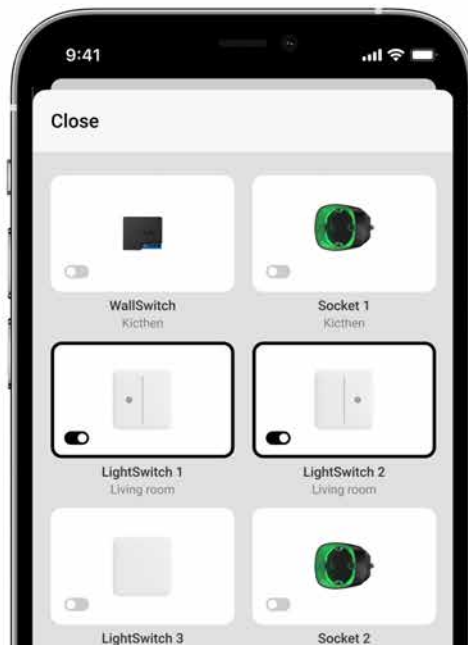 9:41
Close
WallSwitch
Kicthen
Socket 1
Kicthen
LightSwitch 1
Living room
LightSwitch 2
Living room
LightSwitch 3
Socket 2